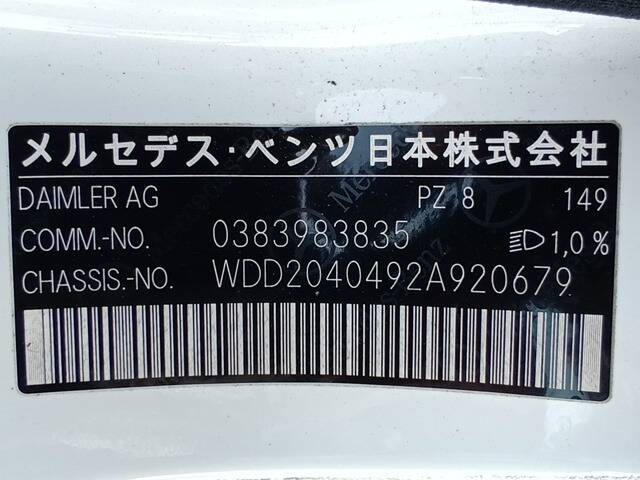 メルセデス・ベンツ日本株式会社
DAIMLER AG PZ 8 149
COMM.-NO. 0383983835 1,0 %
CHASSIS.-NO. WDD2040492A920679